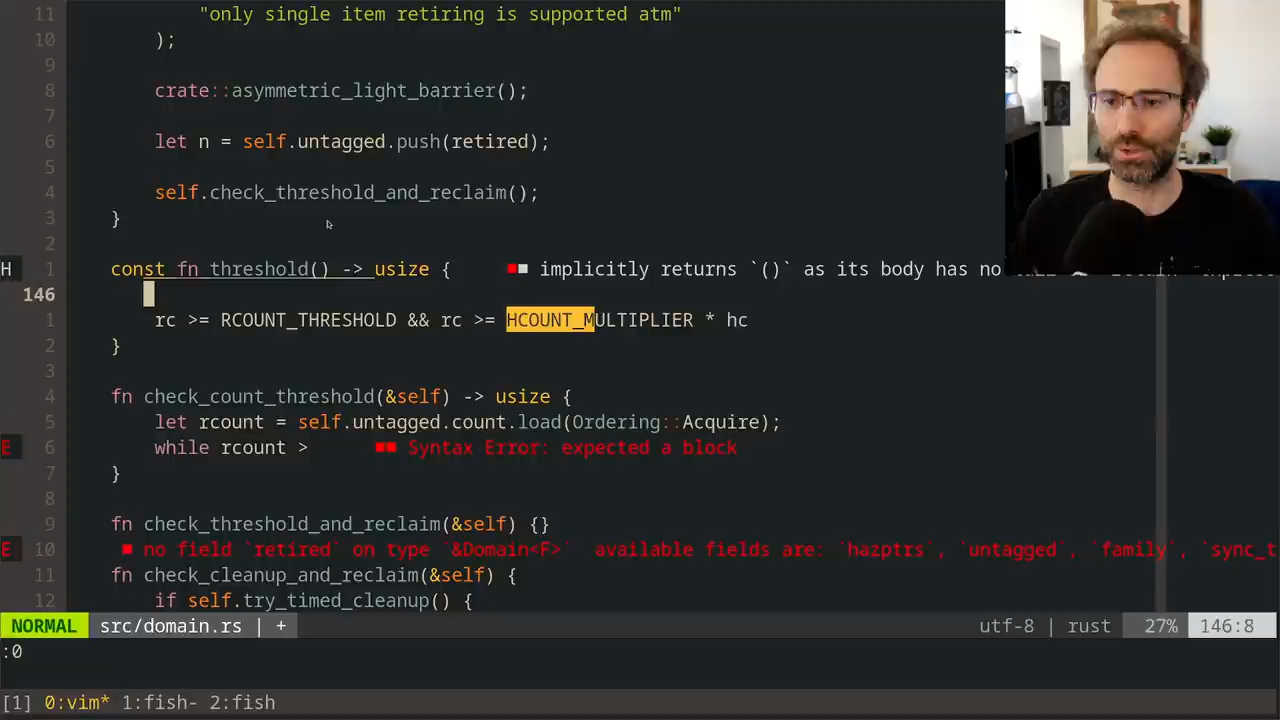 11 "only single item retiring is supported atm"
10 );
9
8 crate::asymmetric_light_barrier();
7
6 let n = self.untagged.push(retired);
5
4 self.check_threshold_and_reclaim();
3 }
2
H 1 const fn threshold() -> usize { ■■ implicitly returns `()` as its body has no
146
1 rc >= RCOUNT_THRESHOLD && rc >= HCOUNT_MULTIPLIER * hc
2 }
3
4 fn check_count_threshold(&self) -> usize {
5 let rcount = self.untagged.count.load(Ordering::Acquire);
E 6 while rcount > ■■ Syntax Error: expected a block
7 }
8
9 fn check_threshold_and_reclaim(&self) {}
E 10 ■ no field `retired` on type `&Domain<F>` available fields are: `hazptrs`, `untagged`, `family`, `sync_t
11 fn check_cleanup_and_reclaim(&self) {
12 if self.try_timed_cleanup() {
NORMAL src/domain.rs | + utf-8 | rust 27% 146:8
:0
[1] 0:vim* 1:fish- 2:fish